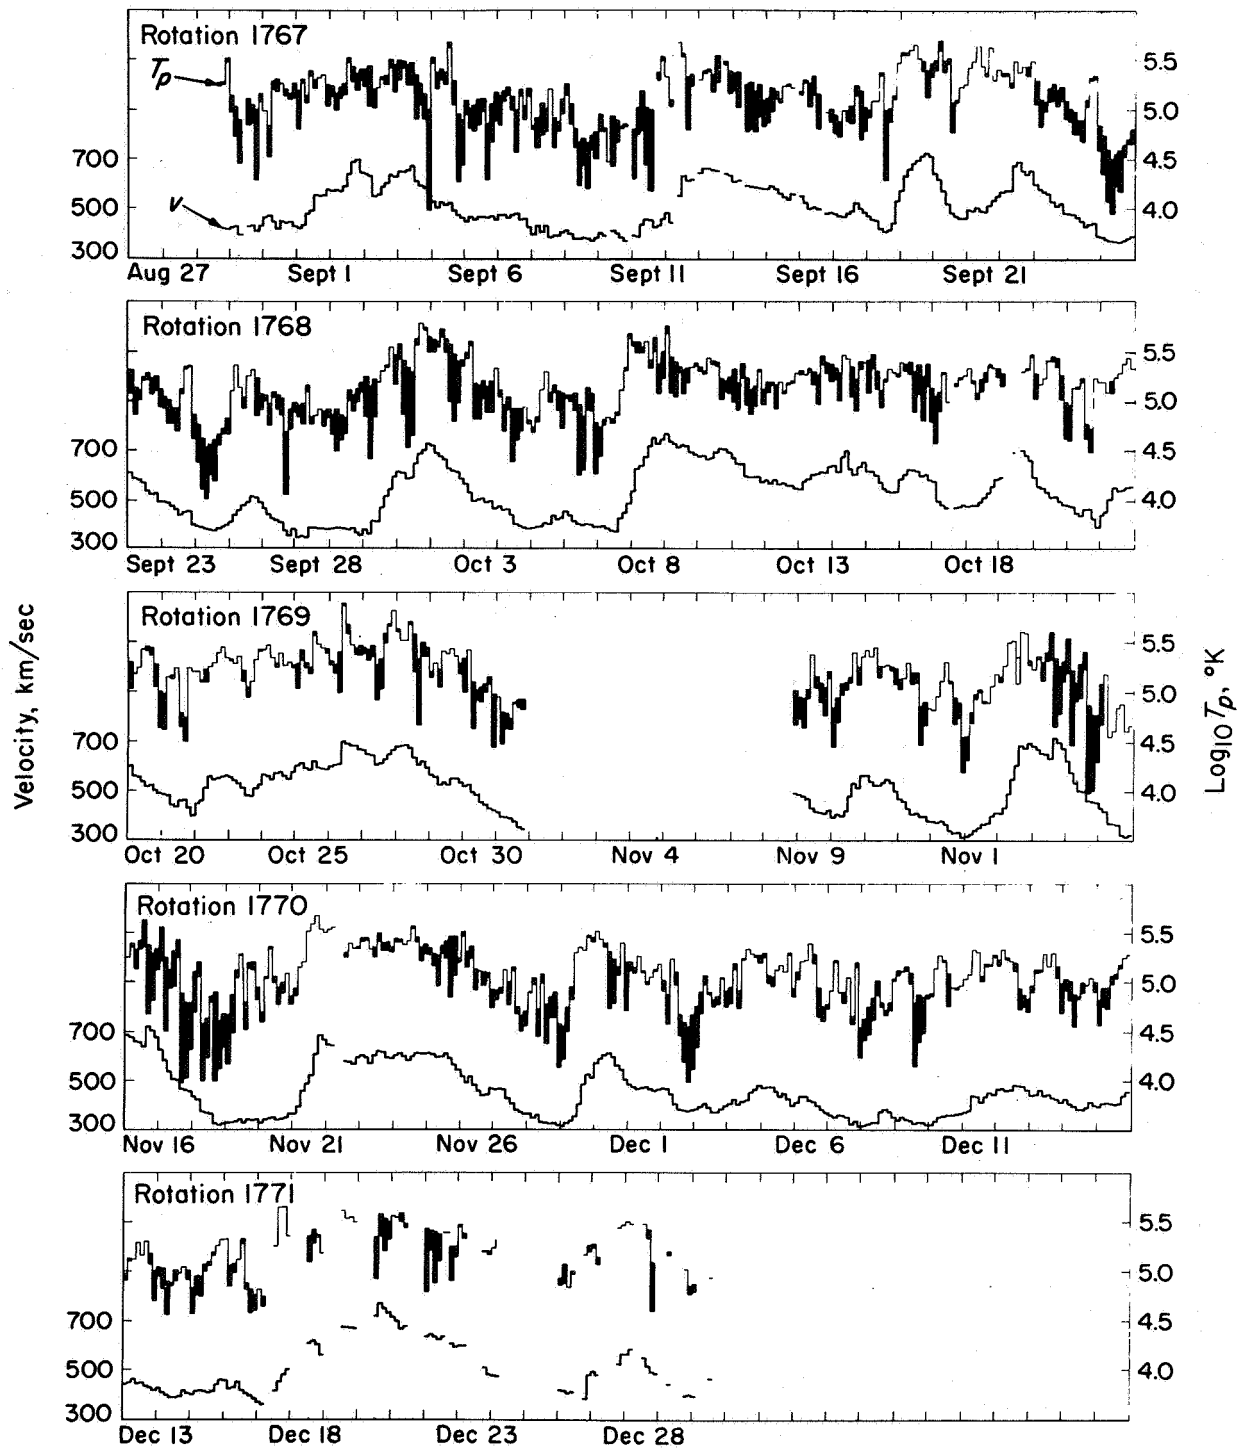 Rotation 1767
Tp
5.5
5.0
700
4.5
v
500
4.0
300
Aug 27 Sept 1 Sept 6 Sept 11 Sept 16 Sept 21
Rotation 1768
5.5
5.0
700
4.5
500
4.0
300
Sept 23 Sept 28 Oct 3 Oct 8 Oct 13 Oct 18
Velocity, km/sec
Log10 Tp, °K
Rotation 1769
5.5
5.0
700
4.5
500
4.0
300
Oct 20 Oct 25 Oct 30 Nov 4 Nov 9 Nov 1
Rotation 1770
5.5
5.0
700
4.5
500
4.0
300
Nov 16 Nov 21 Nov 26 Dec 1 Dec 6 Dec 11
Rotation 1771
5.5
5.0
700
4.5
500
4.0
300
Dec 13 Dec 18 Dec 23 Dec 28